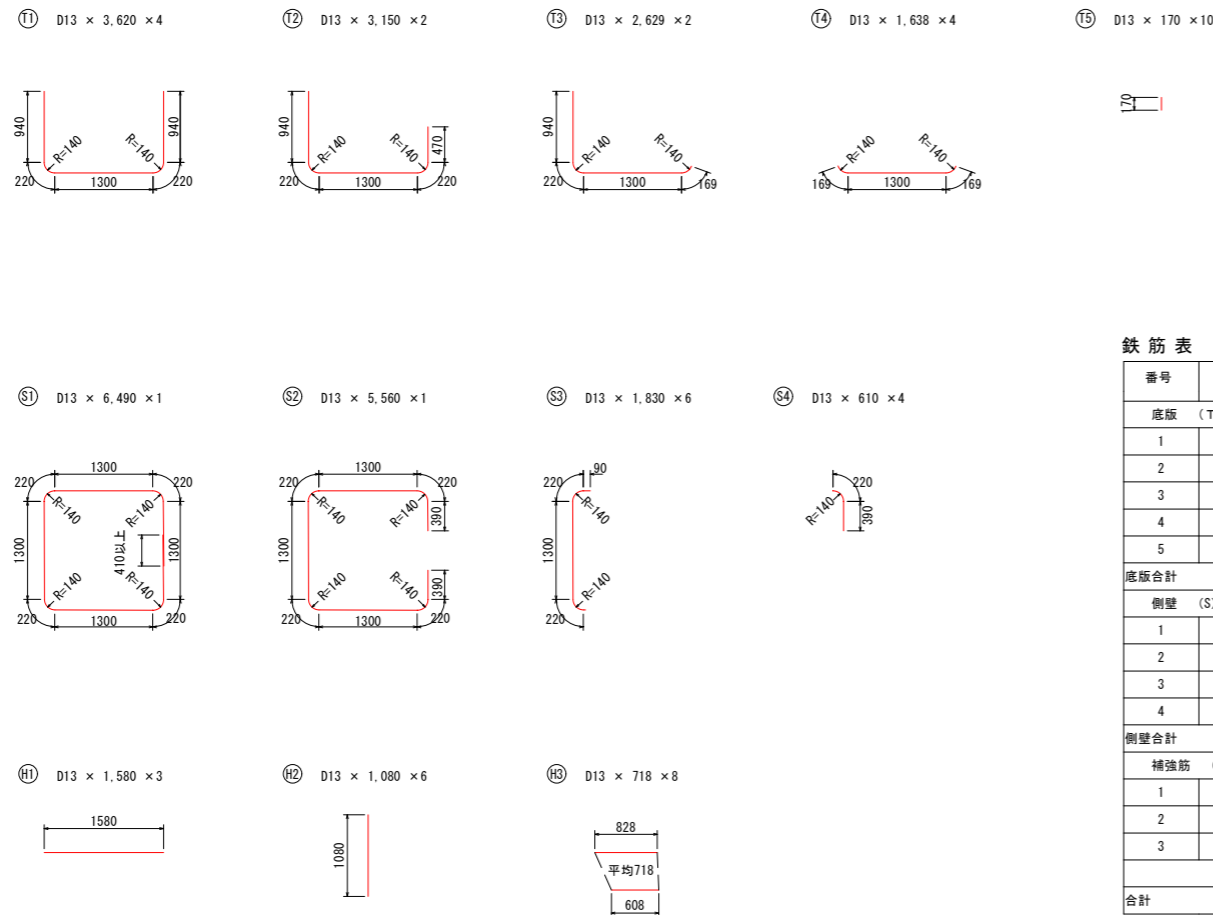 T1 D13 × 3,620 ×4
T2 D13 × 3,150 ×2
T3 D13 × 2,629 ×2
T4 D13 × 1,638 ×4
T5 D13 × 170 ×10
940
940
R=140
R=140
220
1300
220
940
470
R=140
R=140
220
1300
220
940
R=140
R=140
220
1300
169
R=140
R=140
169
1300
169
170
S1 D13 × 6,490 ×1
S2 D13 × 5,560 ×1
S3 D13 × 1,830 ×6
S4 D13 × 610 ×4
1300
220
220
R=140
R=140
1300
410以上
1300
R=140
R=140
220
1300
220
1300
220
220
R=140
R=140
390
1300
390
R=140
R=140
220
1300
220
90
220
R=140
1300
R=140
220
220
R=140
390
H1 D13 × 1,580 ×3
H2 D13 × 1,080 ×6
H3 D13 × 718 ×8
1580
1080
828
平均718
608
鉄筋表
番号
底版 (T
1
2
3
4
5
底版合計
側壁 (S)
1
2
3
4
側壁合計
補強筋
1
2
3
合計